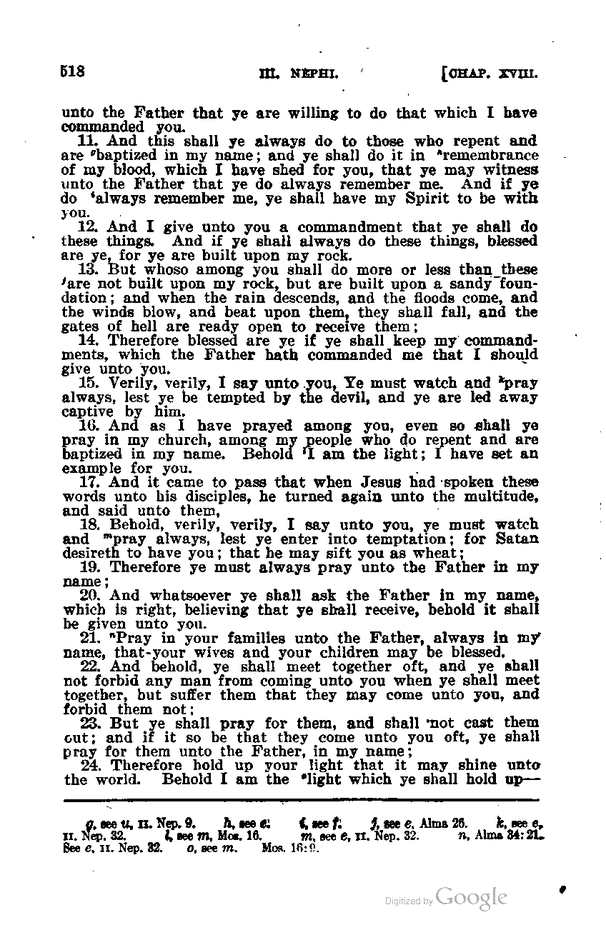 518 III. NEPHI. [CHAP. XVIII.
unto the Father that ye are willing to do that which I have
commanded you.
11. And this shall ye always do to those who repent and
are ᵍbaptized in my name; and ye shall do it in ʰremembrance
of my blood, which I have shed for you, that ye may witness
unto the Father that ye do always remember me. And if ye
do ⁱalways remember me, ye shall have my Spirit to be with
you.
12. And I give unto you a commandment that ye shall do
these things. And if ye shall always do these things, blessed
are ye, for ye are built upon my rock.
13. But whoso among you shall do more or less than these
ʲare not built upon my rock, but are built upon a sandy foun-
dation; and when the rain descends, and the floods come, and
the winds blow, and beat upon them, they shall fall, and the
gates of hell are ready open to receive them;
14. Therefore blessed are ye if ye shall keep my command-
ments, which the Father hath commanded me that I should
give unto you.
15. Verily, verily, I say unto you, Ye must watch and ᵏpray
always, lest ye be tempted by the devil, and ye are led away
captive by him.
16. And as I have prayed among you, even so shall ye
pray in my church, among my people who do repent and are
baptized in my name. Behold ˡI am the light; I have set an
example for you.
17. And it came to pass that when Jesus had spoken these
words unto his disciples, he turned again unto the multitude,
and said unto them,
18. Behold, verily, verily, I say unto you, ye must watch
and ᵐpray always, lest ye enter into temptation; for Satan
desireth to have you; that he may sift you as wheat;
19. Therefore ye must always pray unto the Father in my
name;
20. And whatsoever ye shall ask the Father in my name,
which is right, believing that ye shall receive, behold it shall
be given unto you.
21. ⁿPray in your families unto the Father, always in my
name, that your wives and your children may be blessed.
22. And behold, ye shall meet together oft, and ye shall
not forbid any man from coming unto you when ye shall meet
together, but suffer them that they may come unto you, and
forbid them not;
23. But ye shall pray for them, and shall not cast them
out; and if it so be that they come unto you oft, ye shall
pray for them unto the Father, in my name;
24. Therefore hold up your light that it may shine unto
the world. Behold I am the ᵒlight which ye shall hold up—
g, see u, II. Nep. 9. h, see e. i, see f. j, see e, Alma 26. k, see e,
II. Nep. 32. l, see m, Mos. 16. m, see e, II. Nep. 32. n, Alma 34:21.
See e, II. Nep. 32. o, see m. Mos. 16:9.
Digitized by Google